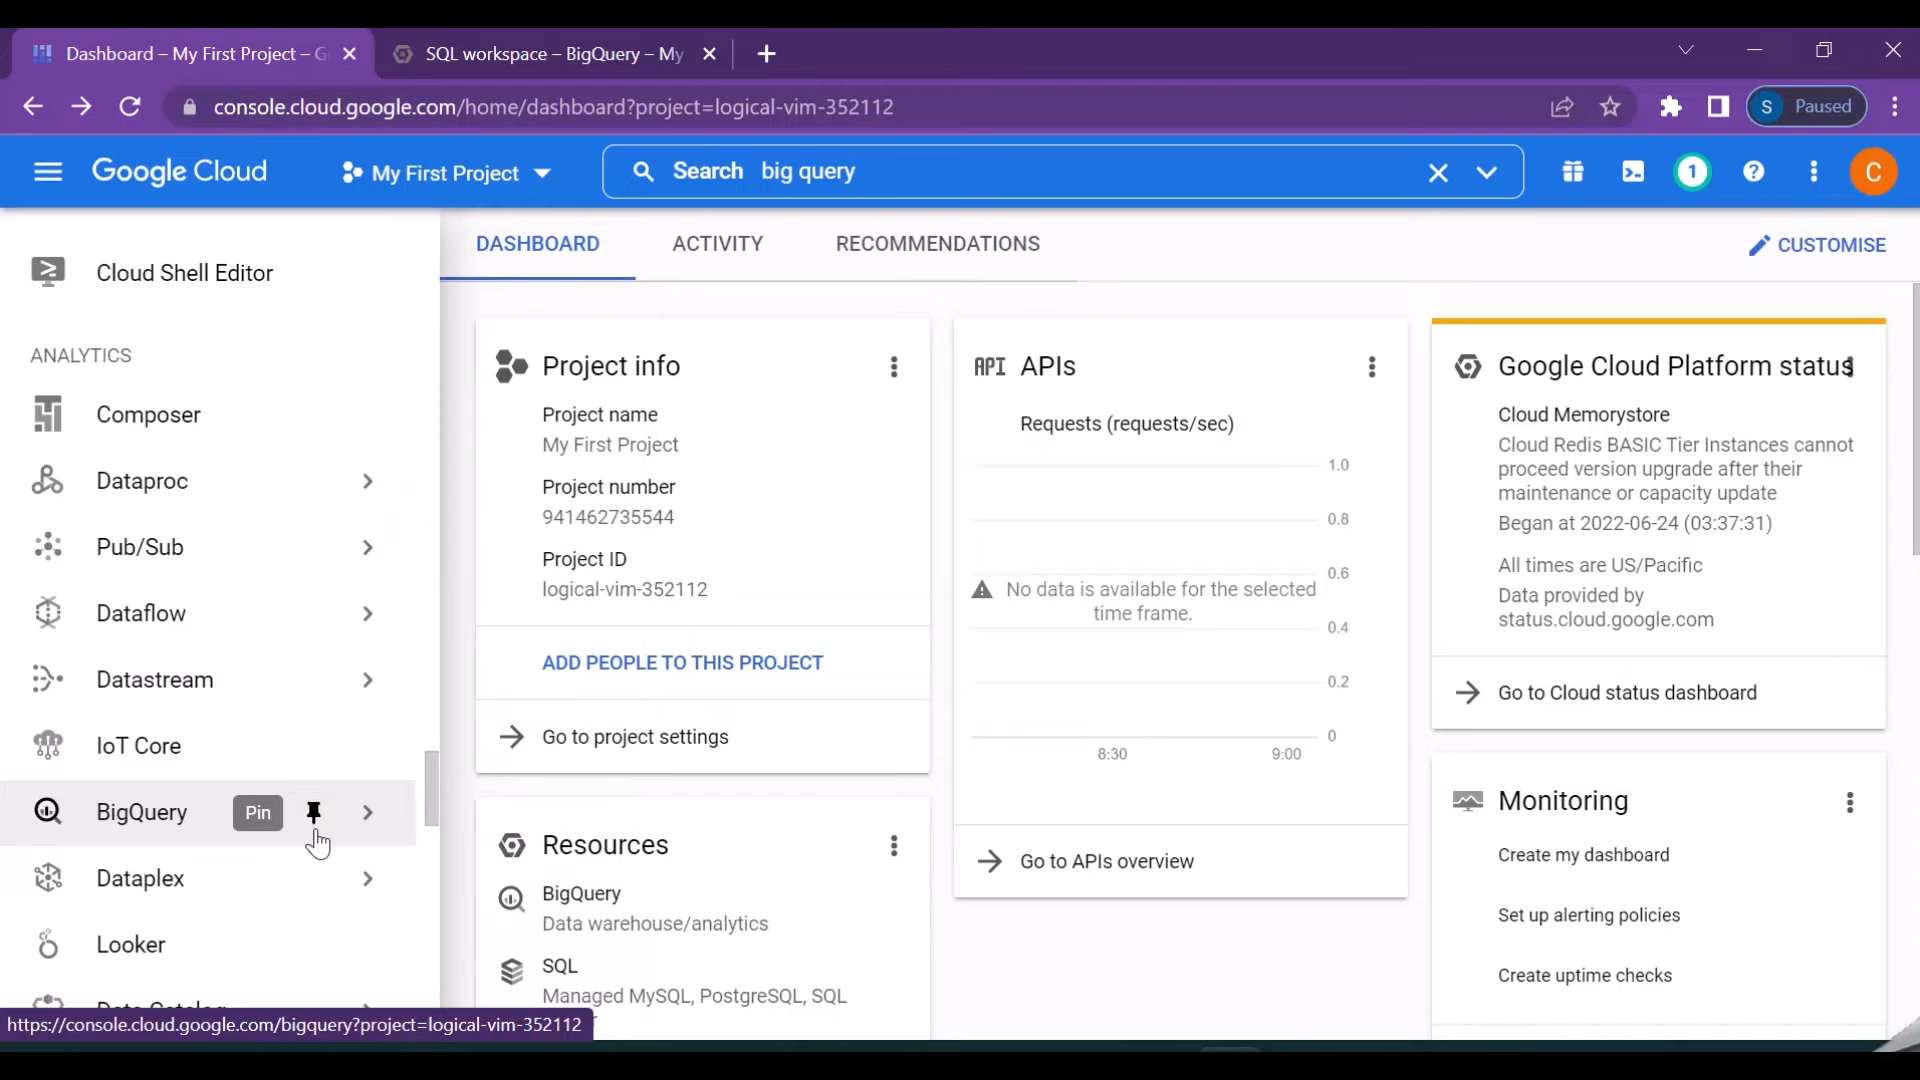 Dashboard – My First Project – G
SQL workspace – BigQuery – My
console.cloud.google.com/home/dashboard?project=logical-vim-352112
S Paused
Google Cloud
My First Project
Search big query
1
C
Cloud Shell Editor
ANALYTICS
Composer
Dataproc
Pub/Sub
Dataflow
Datastream
IoT Core
BigQuery
Pin
Dataplex
Looker
Data Catalog
https://console.cloud.google.com/bigquery?project=logical-vim-352112
DASHBOARD
ACTIVITY
RECOMMENDATIONS
CUSTOMISE
Project info
Project name
My First Project
Project number
941462735544
Project ID
logical-vim-352112
ADD PEOPLE TO THIS PROJECT
Go to project settings
Resources
BigQuery
Data warehouse/analytics
SQL
Managed MySQL, PostgreSQL, SQL
API APIs
Requests (requests/sec)
1.0
0.8
0.6
No data is available for the selected
time frame.
0.4
0.2
0
8:30
9:00
Go to APIs overview
Google Cloud Platform status
Cloud Memorystore
Cloud Redis BASIC Tier Instances cannot
proceed version upgrade after their
maintenance or capacity update
Began at 2022-06-24 (03:37:31)
All times are US/Pacific
Data provided by
status.cloud.google.com
Go to Cloud status dashboard
Monitoring
Create my dashboard
Set up alerting policies
Create uptime checks